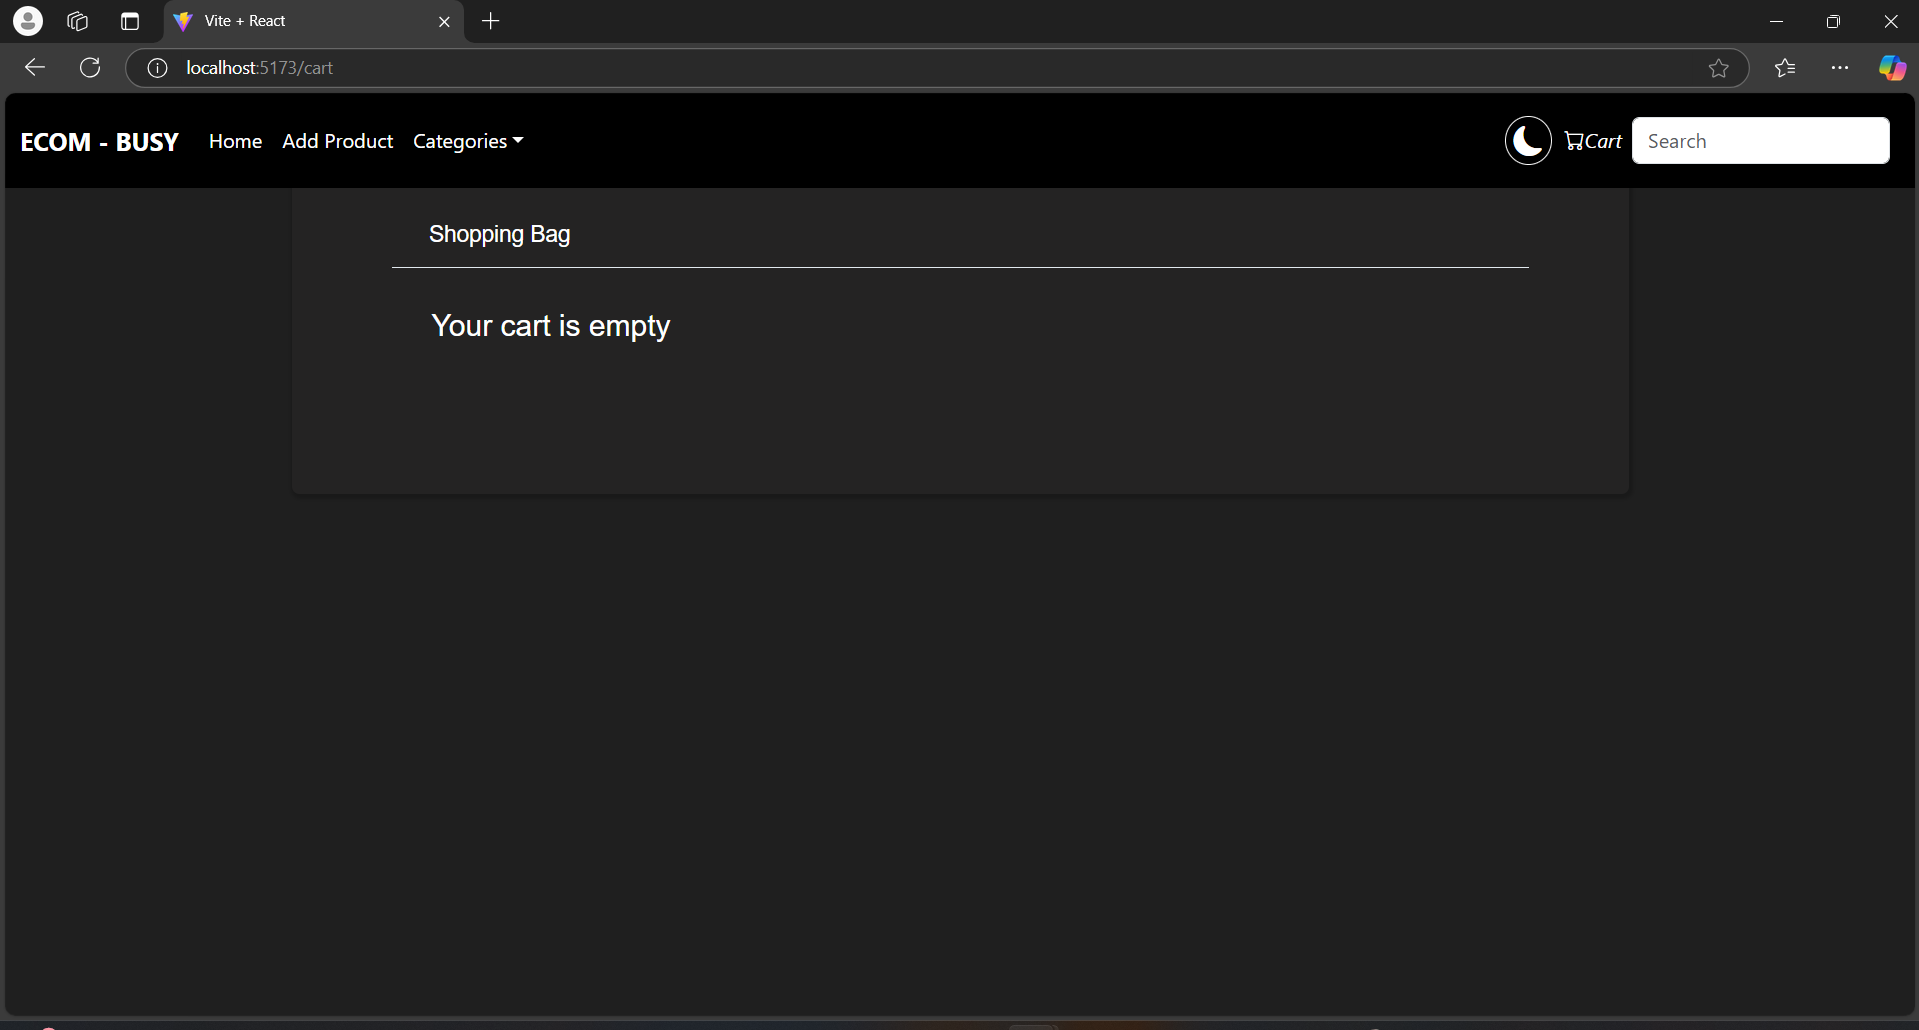 Vite + React
localhost:5173/cart
ECOM - BUSY Home Add Product Categories Cart Search
Shopping Bag
Your cart is empty